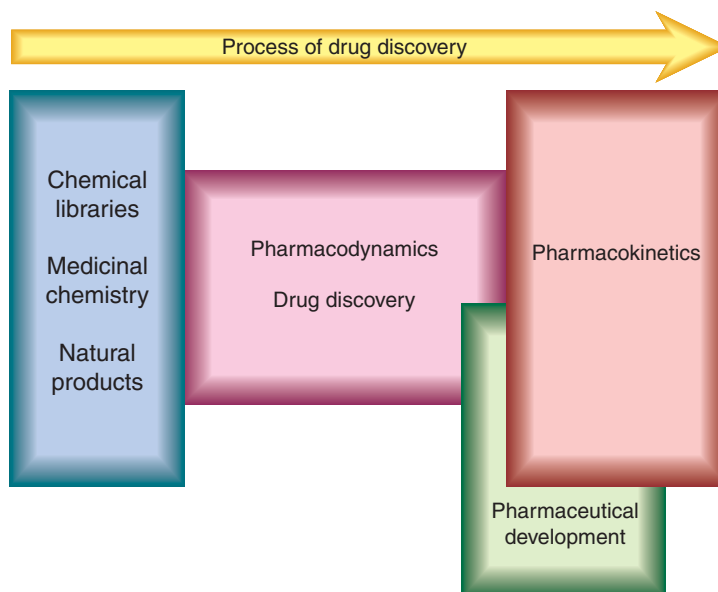 Process of drug discovery
Chemical
libraries
Medicinal
chemistry
Natural
products
Pharmacodynamics
Drug discovery
Pharmacokinetics
Pharmaceutical
development